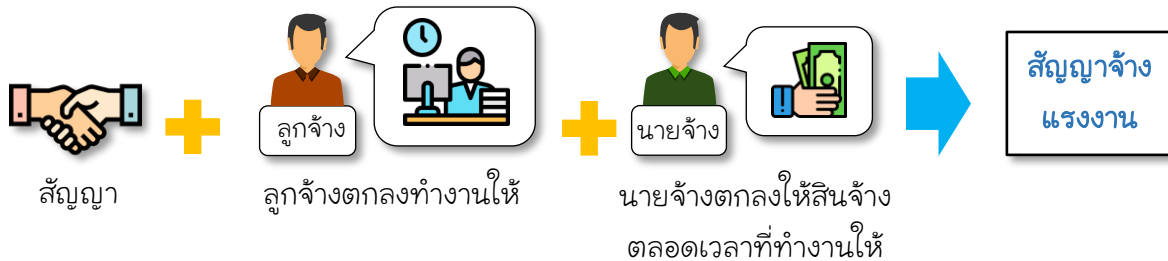 ลูกจ้าง
นายจ้าง
สัญญาจ้าง
แรงงาน
สัญญา
ลูกจ้างตกลงทำงานให้
นายจ้างตกลงให้สินจ้าง
ตลอดเวลาที่ทำงานให้